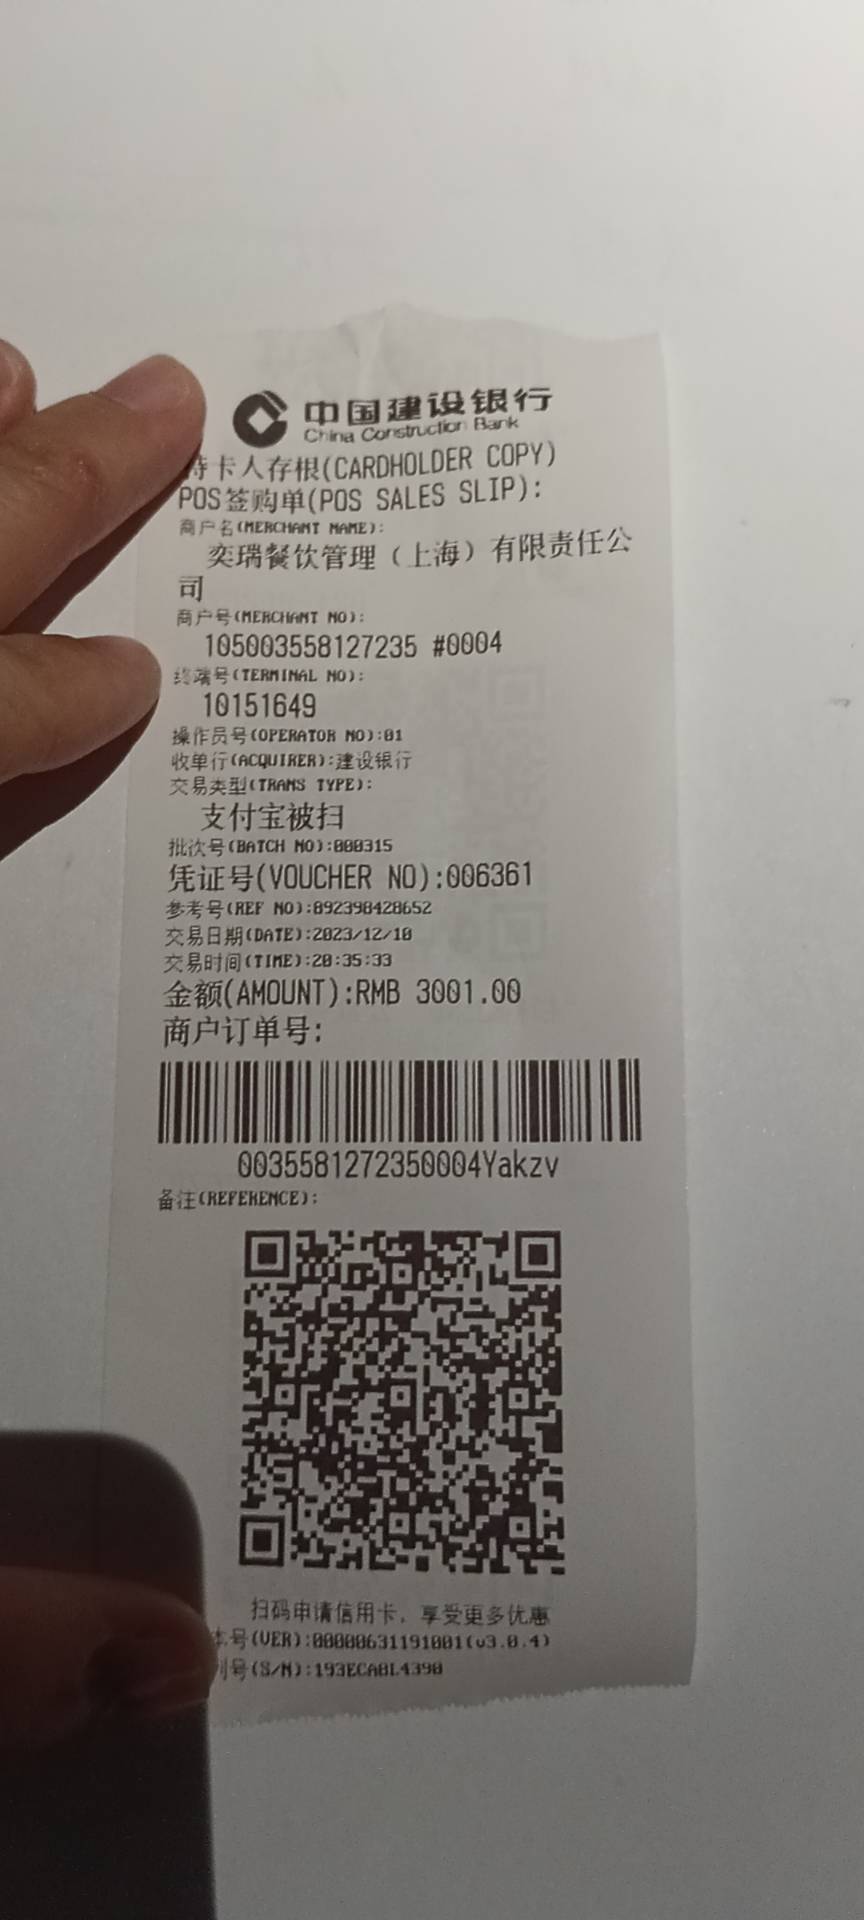 中国建设银行
China Construction Bank
持卡人存根(CARDHOLDER COPY)
POS签购单(POS SALES SLIP):
商户名(MERCHANT NAME):
奕瑞餐饮管理（上海）有限责任公
司
商户号(MERCHANT NO):
105003558127235 #0004
终端号(TERMINAL NO):
10151649
操作员号(OPERATOR NO):01
收单行(ACQUIRER):建设银行
交易类型(TRANS TYPE):
支付宝被扫
批次号(BATCH NO):000315
凭证号(VOUCHER NO):006361
参考号(REF NO):092398428652
交易日期(DATE):2023/12/10
交易时间(TIME):20:35:33
金额(AMOUNT):RMB 3001.00
商户订单号:
0035581272350004Yakzv
备注(REFERENCE):
扫码申请信用卡，享受更多优惠
本号(VER):00000631191001(v3.0.4)
列号(S/N):193ECA8L4390